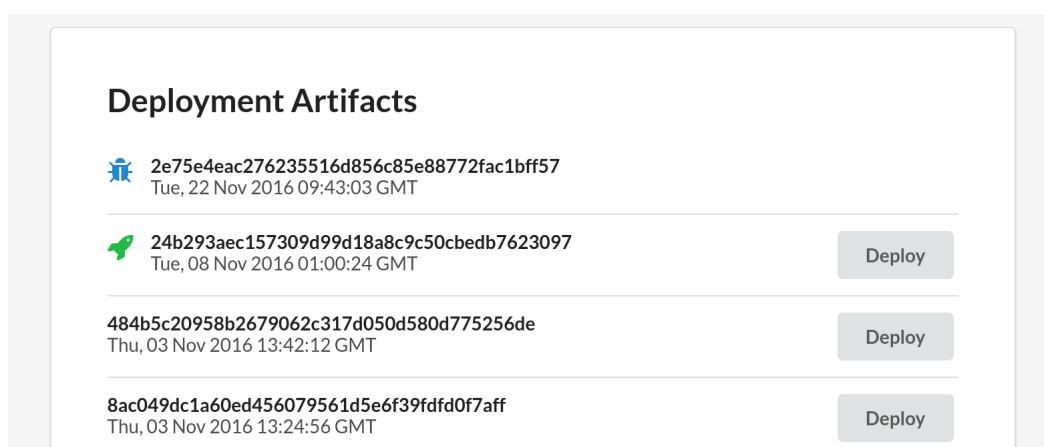 Deployment Artifacts
2e75e4eac276235516d856c85e88772fac1bff57
Tue, 22 Nov 2016 09:43:03 GMT
24b293aec157309d99d18a8c9c50cbedb7623097
Tue, 08 Nov 2016 01:00:24 GMT
Deploy
484b5c20958b2679062c317d050d580d775256de
Thu, 03 Nov 2016 13:42:12 GMT
Deploy
8ac049dc1a60ed456079561d5e6f39fdfd0f7aff
Thu, 03 Nov 2016 13:24:56 GMT
Deploy